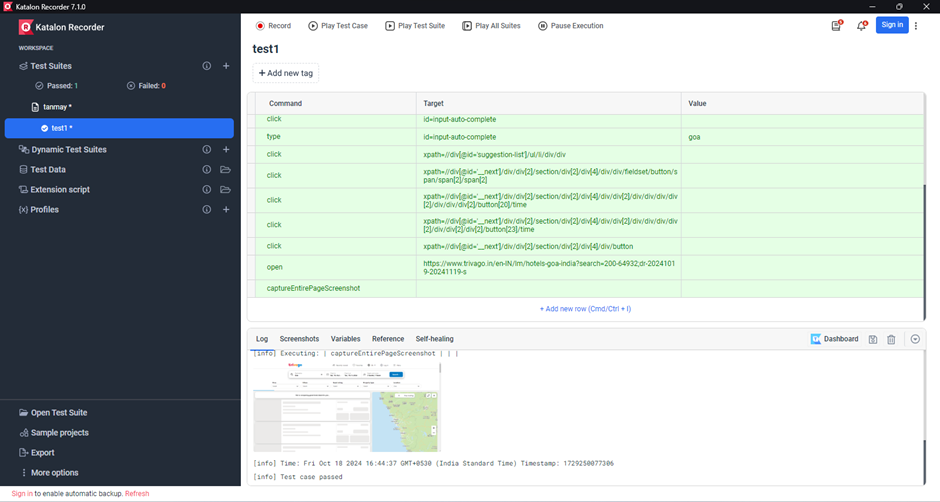 Katalon Recorder 7.1.0
Katalon Recorder
WORKSPACE
Test Suites
Passed: 1 Failed: 0
tanmay *
test1 *
Dynamic Test Suites
Test Data
Extension script
{x} Profiles
Open Test Suite
Sample projects
Export
More options
Sign in to enable automatic backup. Refresh
Record Play Test Case Play Test Suite Play All Suites Pause Execution Sign in
test1
+ Add new tag
Command Target Value
click id=input-auto-complete
type id=input-auto-complete goa
click xpath=//div[@id='suggestion-list']/ul/li/div/div
click xpath=//div[@id='__next']/div/div[2]/section/div[2]/div[4]/div/div/fieldset/button/s
pan/span[2]/span[2]
click xpath=//div[@id='__next']/div/div[2]/section/div[2]/div[4]/div/div[2]/div/div/div/div
[2]/div/div/div[2]/button[20]/time
click xpath=//div[@id='__next']/div/div[2]/section/div[2]/div[4]/div/div[2]/div/div/div/div
[2]/div/div[2]/div[2]/button[23]/time
click xpath=//div[@id='__next']/div/div[2]/section/div[2]/div[4]/div/button
open https://www.trivago.in/en-IN/lm/hotels-goa-india?search=200-64932;dr-2024101
9-20241119-s
captureEntirePageScreenshot
+ Add new row (Cmd/Ctrl + I)
Log Screenshots Variables Reference Self-healing Dashboard
[info] Executing: | captureEntirePageScreenshot | | |
[info] Time: Fri Oct 18 2024 16:44:37 GMT+0530 (India Standard Time) Timestamp: 1729250077306
[info] Test case passed